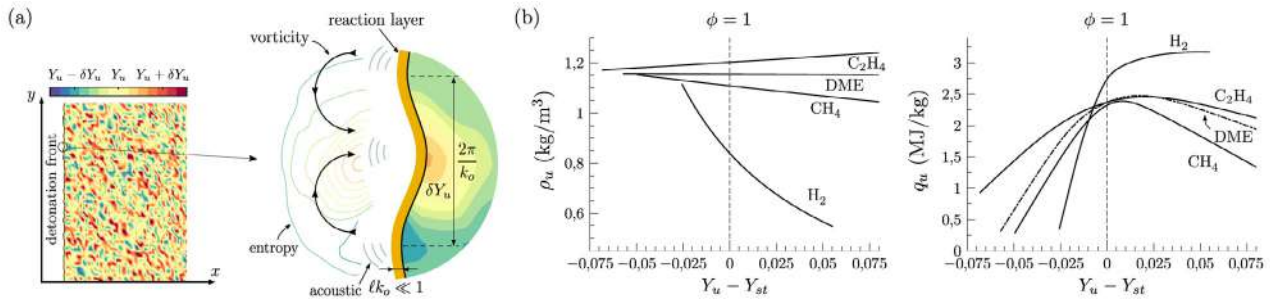 (a)
reaction layer
vorticity
Y_u − δY_u Y_u Y_u + δY_u
y
detonation front
x
2π
k_o
δY_u
entropy
acoustic
ℓk_o ≪ 1
(b)
ϕ = 1
ρ_u (kg/m³)
1,2
1
0,8
0,6
C₂H₄
DME
CH₄
H₂
−0,075 −0,05 −0,025 0 0,025 0,05 0,075
Y_u − Y_st
ϕ = 1
q_u (MJ/kg)
3
2,5
2
1,5
1
0,5
0
H₂
C₂H₄
DME
CH₄
−0,075 −0,05 −0,025 0 0,025 0,05 0,075
Y_u − Y_st